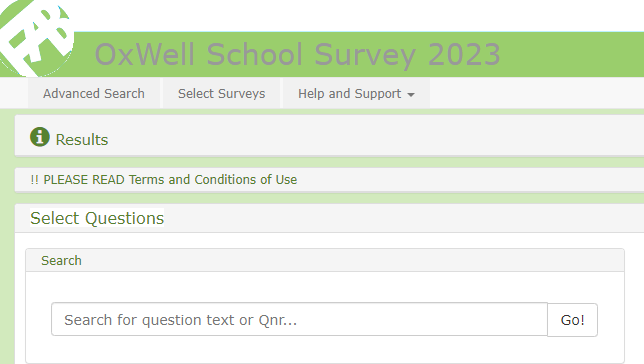 FAB
OxWell School Survey 2023
Advanced Search Select Surveys Help and Support
Results
!! PLEASE READ Terms and Conditions of Use
Select Questions
Search
Search for question text or Qnr... Go!